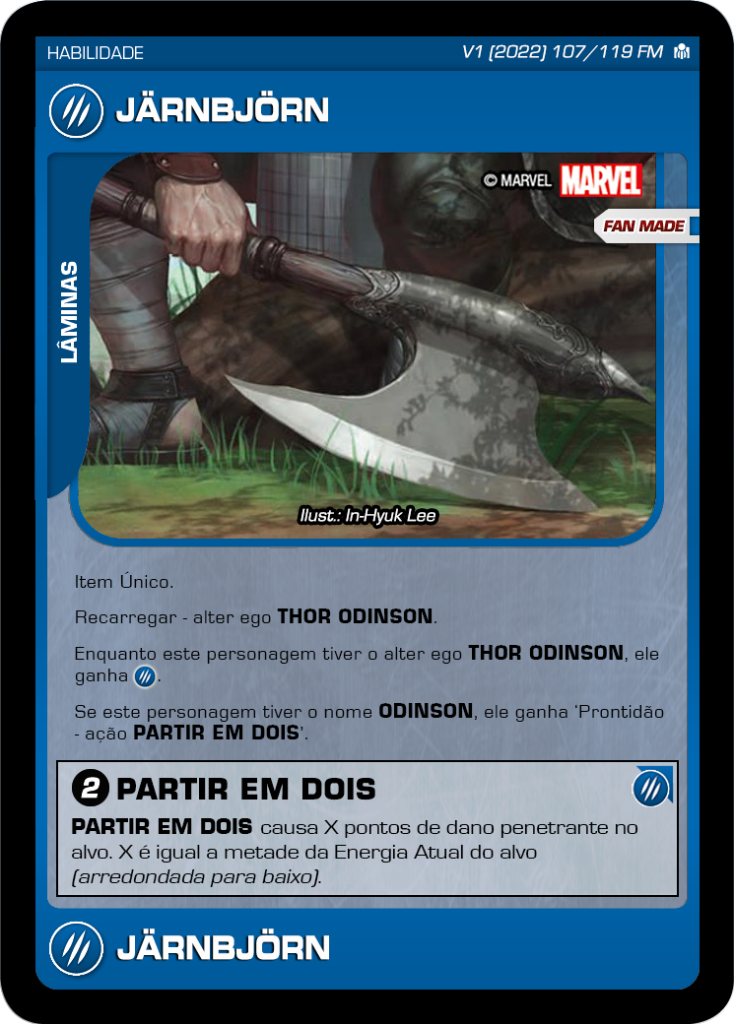 HABILIDADE
V1 (2022) 107/119 FM
JÄRNBJÖRN
© MARVEL MARVEL
FAN MADE
LÂMINAS
Ilust.: In-Hyuk Lee
Item Único.
Recarregar - alter ego THOR ODINSON.
Enquanto este personagem tiver o alter ego THOR ODINSON, ele
ganha .
Se este personagem tiver o nome ODINSON, ele ganha ‘Prontidão
- ação PARTIR EM DOIS’.
2 PARTIR EM DOIS
PARTIR EM DOIS causa X pontos de dano penetrante no
alvo. X é igual a metade da Energia Atual do alvo
(arredondada para baixo).
JÄRNBJÖRN